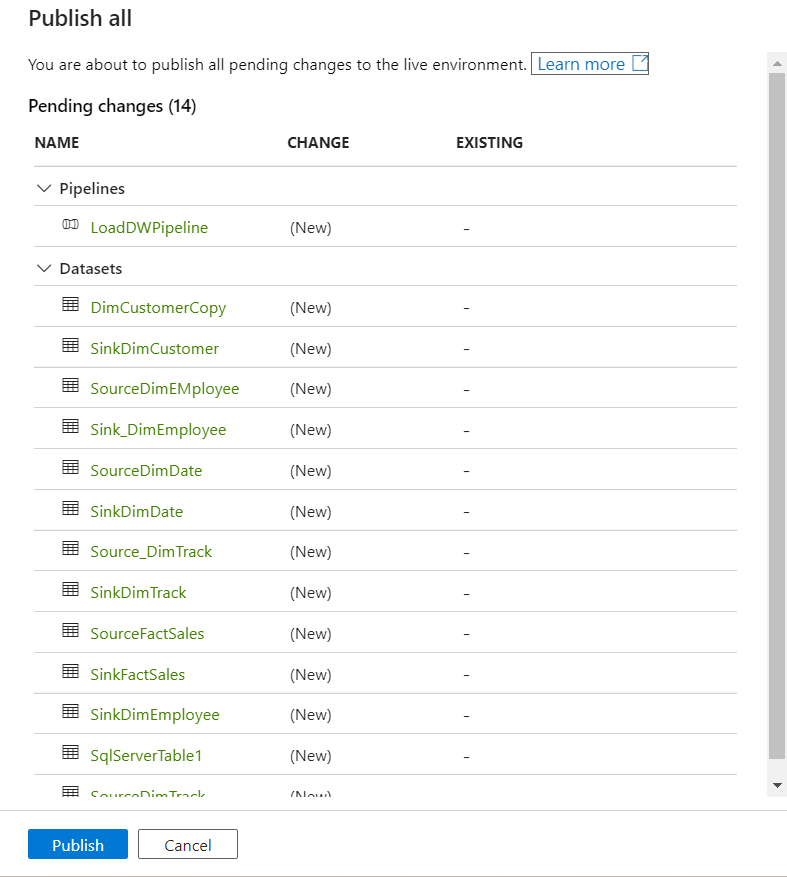 Publish all
You are about to publish all pending changes to the live environment. Learn more
Pending changes (14)
NAME CHANGE EXISTING
Pipelines
LoadDWPipeline (New) -
Datasets
DimCustomerCopy (New) -
SinkDimCustomer (New) -
SourceDimEMployee (New) -
Sink_DimEmployee (New) -
SourceDimDate (New) -
SinkDimDate (New) -
Source_DimTrack (New) -
SinkDimTrack (New) -
SourceFactSales (New) -
SinkFactSales (New) -
SinkDimEmployee (New) -
SqlServerTable1 (New) -
SourceDimTrack (New)
Publish Cancel